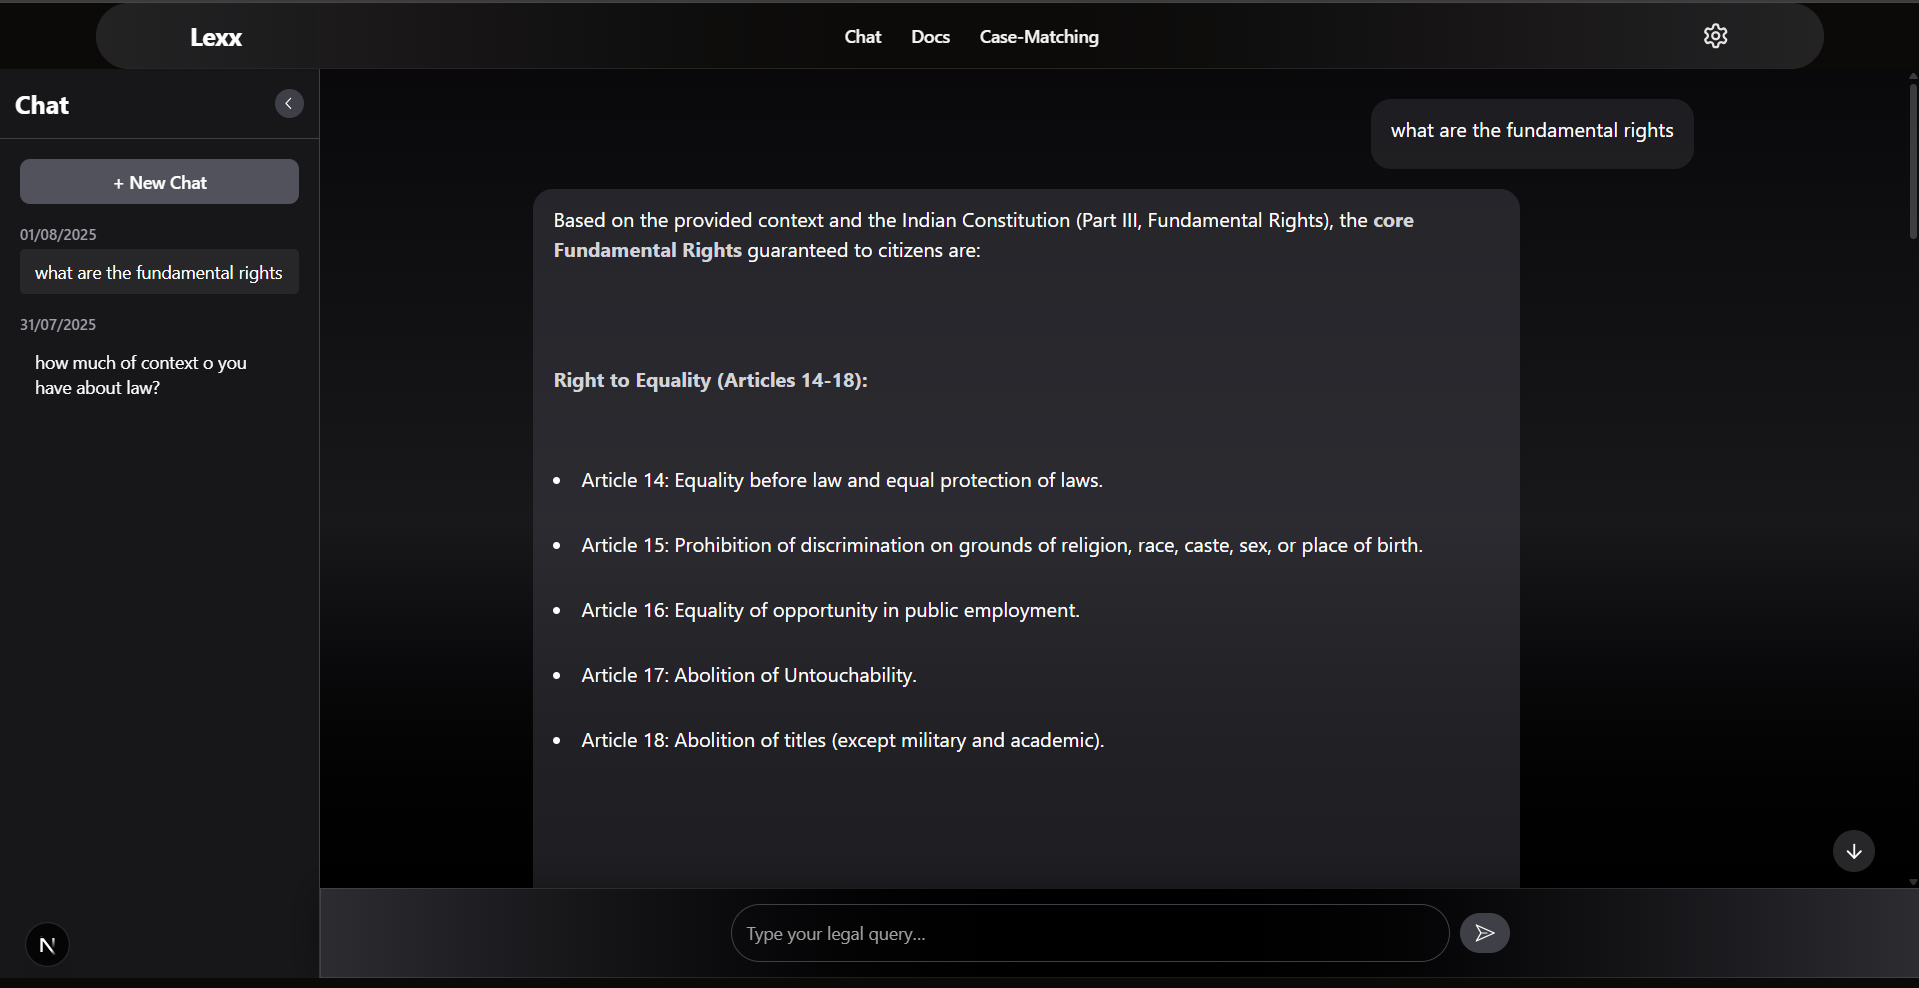 Lexx
Chat Docs Case-Matching
Chat
+ New Chat
01/08/2025
what are the fundamental rights
31/07/2025
how much of context o you
have about law?
N
what are the fundamental rights
Based on the provided context and the Indian Constitution (Part III, Fundamental Rights), the core
Fundamental Rights guaranteed to citizens are:
Right to Equality (Articles 14-18):
• Article 14: Equality before law and equal protection of laws.
• Article 15: Prohibition of discrimination on grounds of religion, race, caste, sex, or place of birth.
• Article 16: Equality of opportunity in public employment.
• Article 17: Abolition of Untouchability.
• Article 18: Abolition of titles (except military and academic).
Type your legal query...